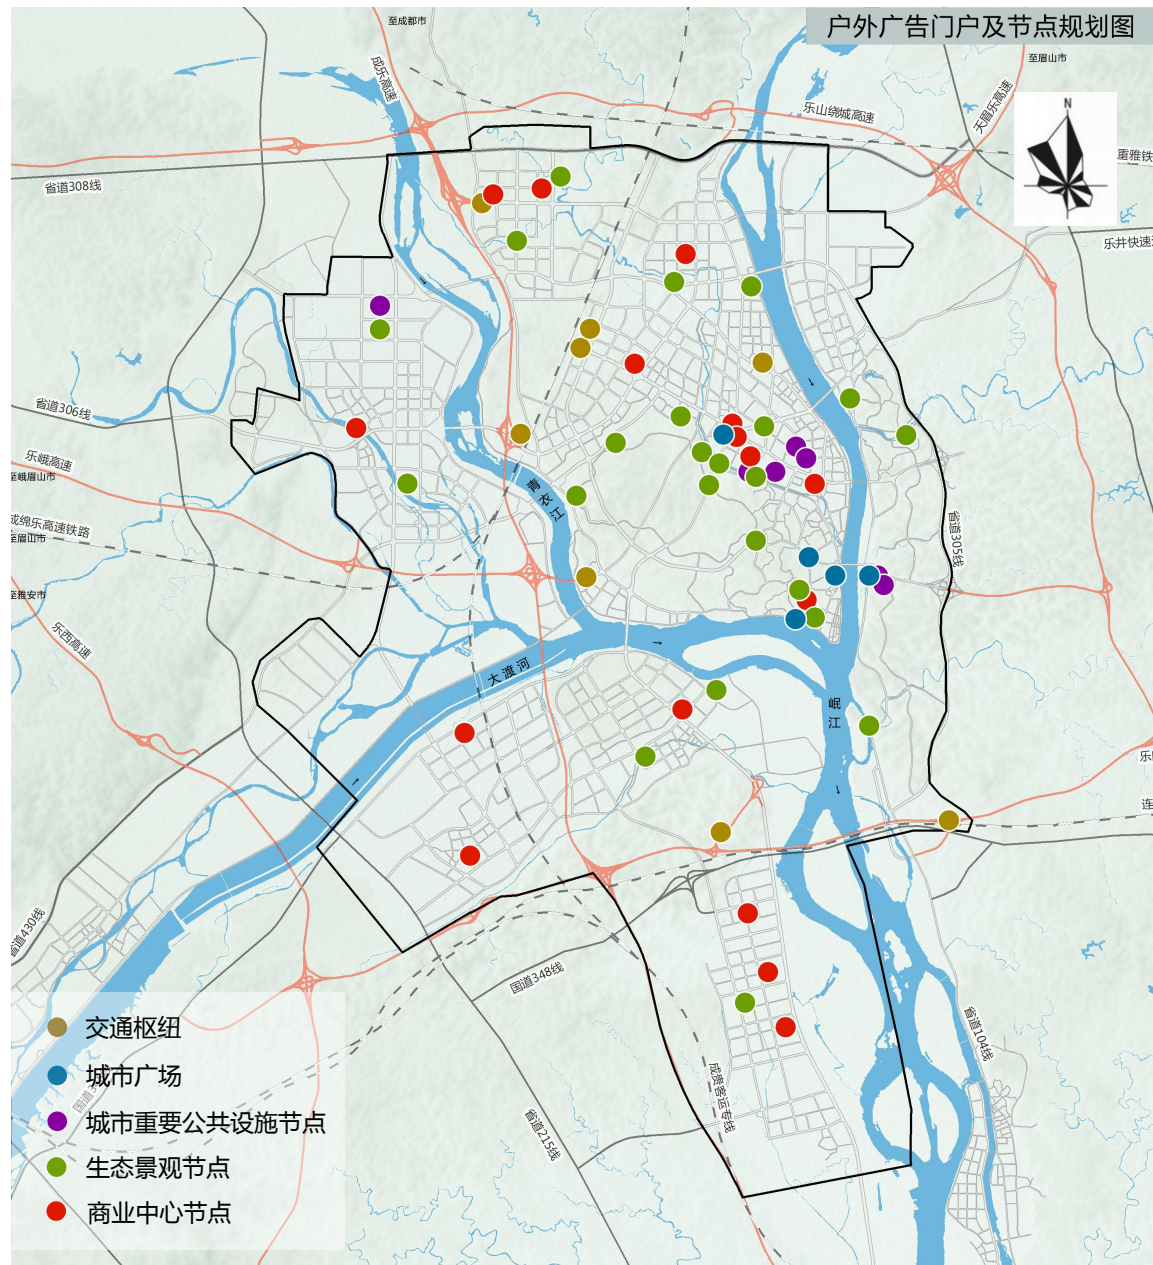 户外广告门户及节点规划图
至成都市
至眉山市
成乐高速
乐山绕城高速
天眉乐高速
N
重雅铁
省道308线
乐井快速
省道306线
乐峨高速
至峨眉山市
成绵乐高速铁路
至眉山市
青衣江
省道305线
至雅安市
乐西高速
大渡河
岷江
连
省道430线
国道348线
省道104线
成贵客运专线
省道215线
国道3
交通枢纽
城市广场
城市重要公共设施节点
生态景观节点
商业中心节点